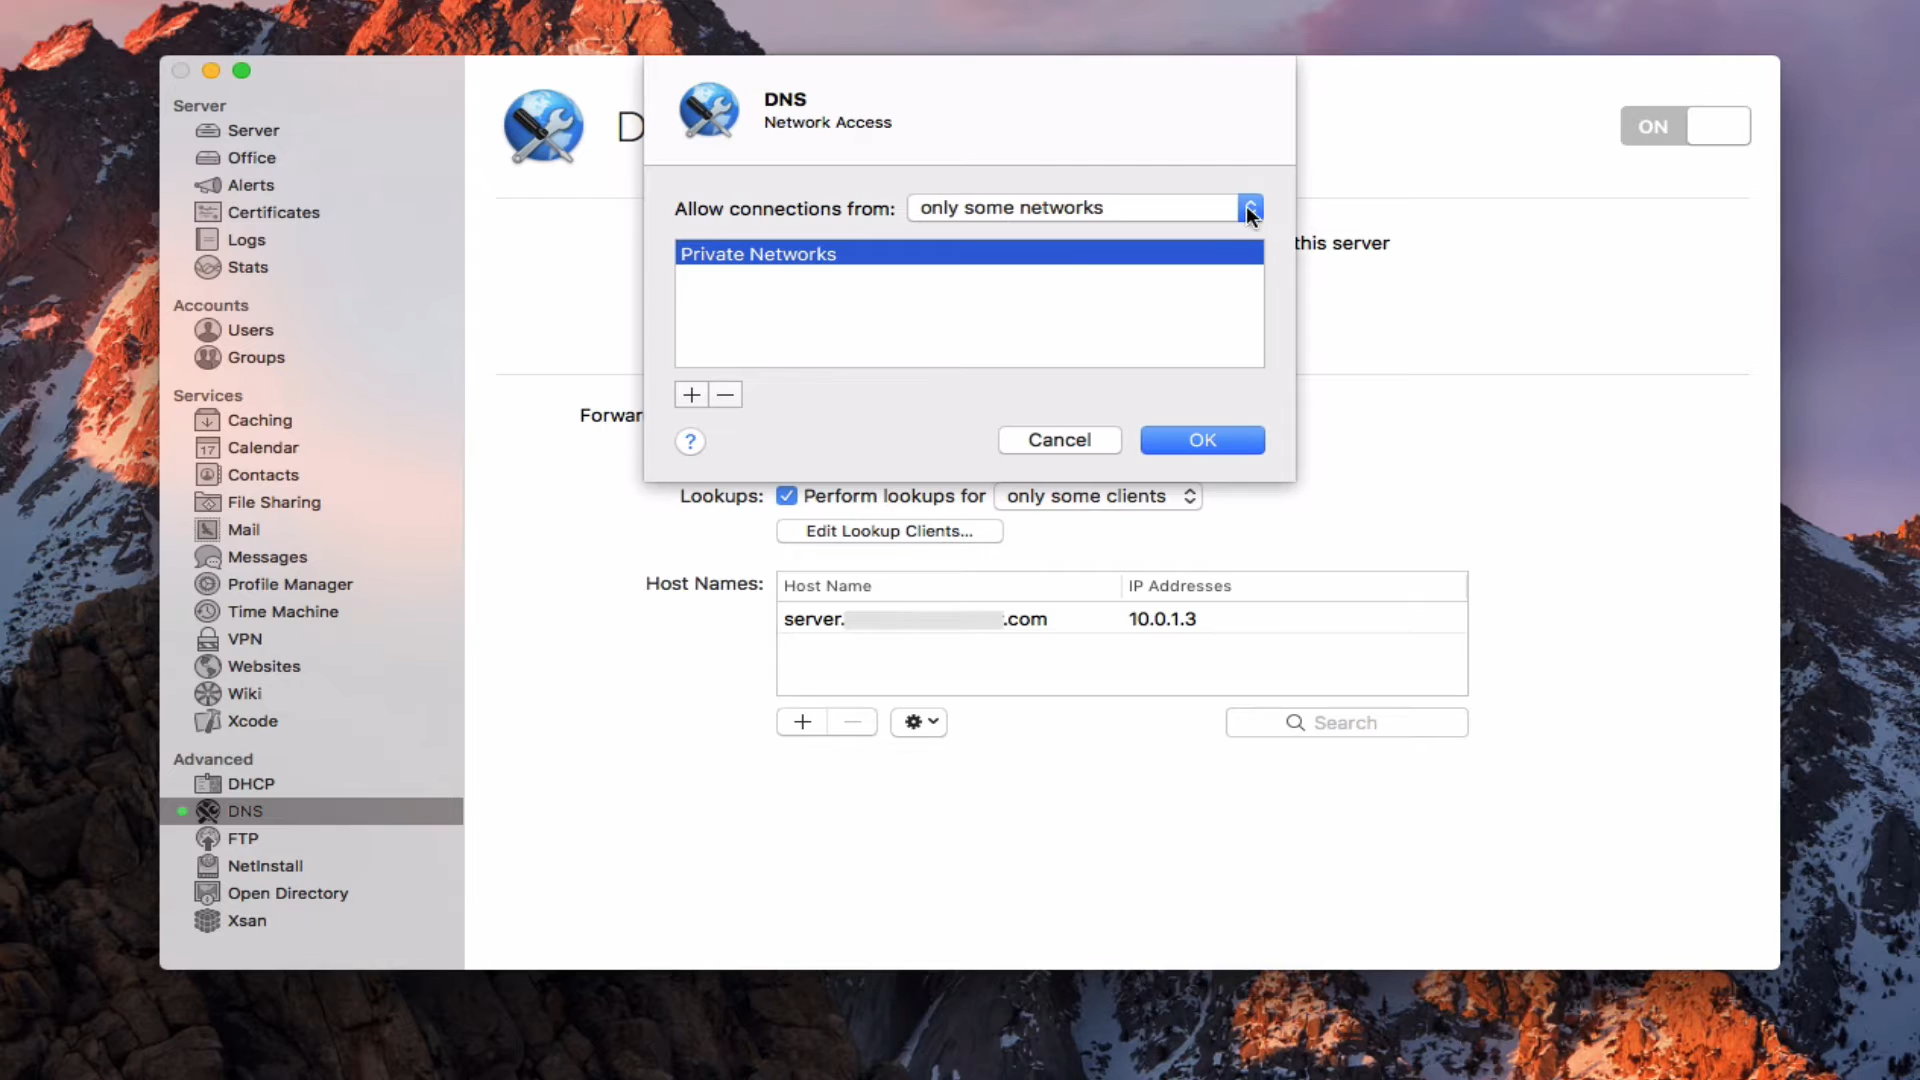 Server
Server
Office
Alerts
Certificates
Logs
Stats
Accounts
Users
Groups
Services
Caching
17
Calendar
Contacts
File Sharing
Mail
Messages
Profile Manager
Time Machine
VPN
Websites
Wiki
Xcode
Advanced
DHCP
DNS
FTP
NetInstall
Open Directory
Xsan
D
ON
DNS
Network Access
Allow connections from: only some networks
Private Networks
+ −
? Cancel OK
this server
Forwar
Lookups: Perform lookups for only some clients
Edit Lookup Clients...
Host Names: Host Name IP Addresses
server. .com 10.0.1.3
+ −
Search